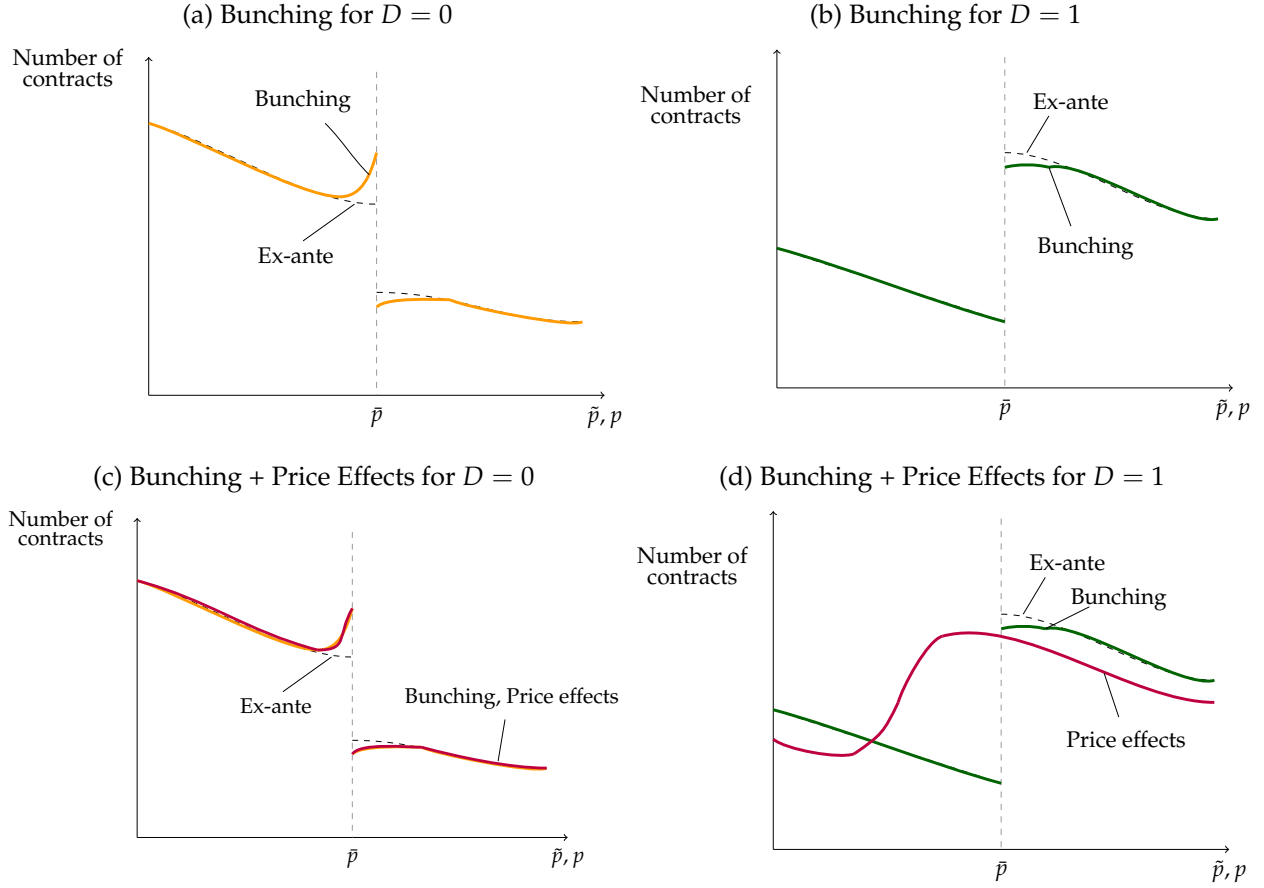 (a) Bunching for D = 0
Number of
contracts
Bunching
Ex-ante
p̄
p̃, p
(b) Bunching for D = 1
Number of
contracts
Ex-ante
Bunching
p̄
p̃, p
(c) Bunching + Price Effects for D = 0
Number of
contracts
Ex-ante
Bunching, Price effects
p̄
p̃, p
(d) Bunching + Price Effects for D = 1
Number of
contracts
Ex-ante
Bunching
Price effects
p̄
p̃, p